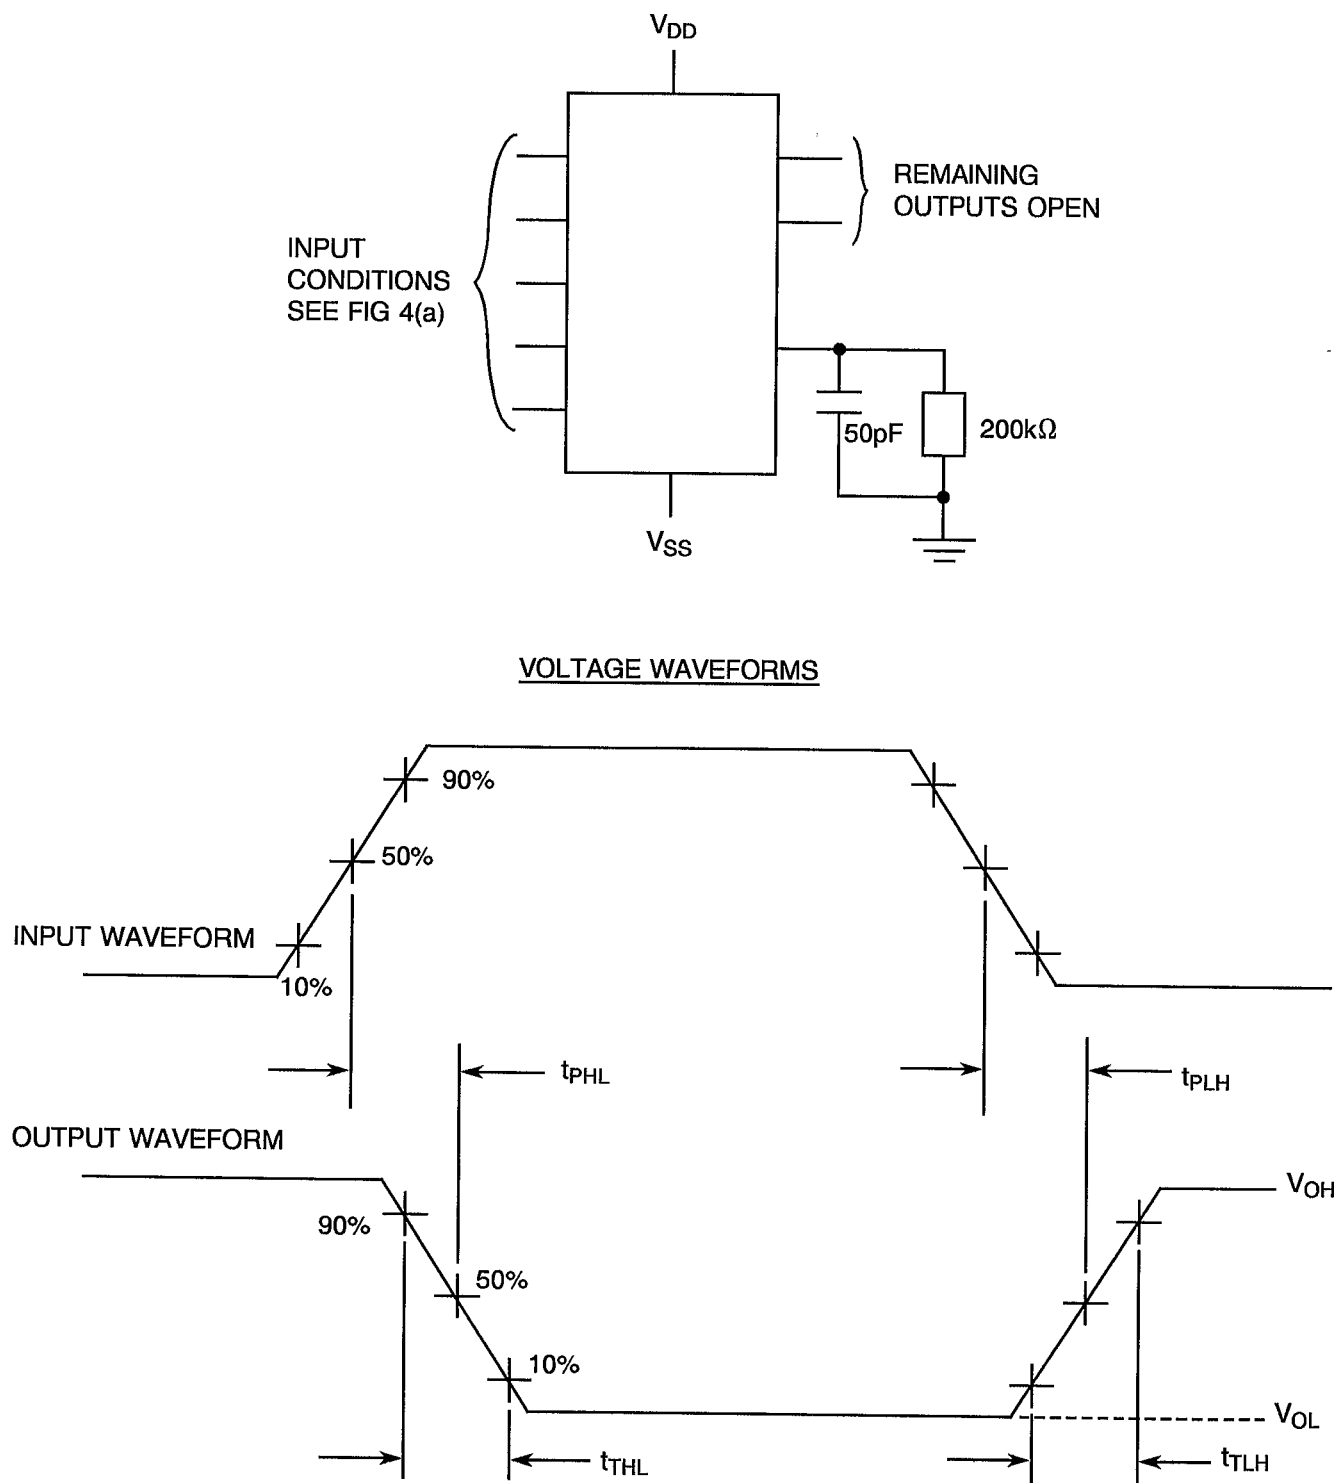 VDD
REMAINING
OUTPUTS OPEN
INPUT
CONDITIONS
SEE FIG 4(a)
50pF
200kΩ
VSS
VOLTAGE WAVEFORMS
90%
50%
INPUT WAVEFORM
10%
tPHL
tPLH
OUTPUT WAVEFORM
VOH
90%
50%
10%
VOL
tTHL
tTLH